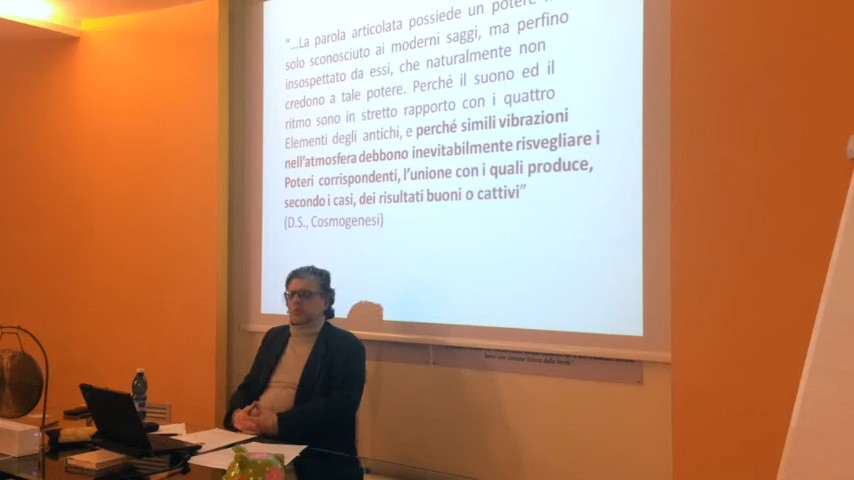 "...La parola articolata possiede un potere
solo sconosciuto ai moderni saggi, ma perfino
insospettato da essi, che naturalmente non
credono a tale potere. Perché il suono ed il
ritmo sono in stretto rapporto con i quattro
Elementi degli antichi, e perché simili vibrazioni
nell'atmosfera debbono inevitabilmente risvegliare i
Poteri corrispondenti, l'unione con i quali produce,
secondo i casi, dei risultati buoni o cattivi"
(D.S., Cosmogenesi)